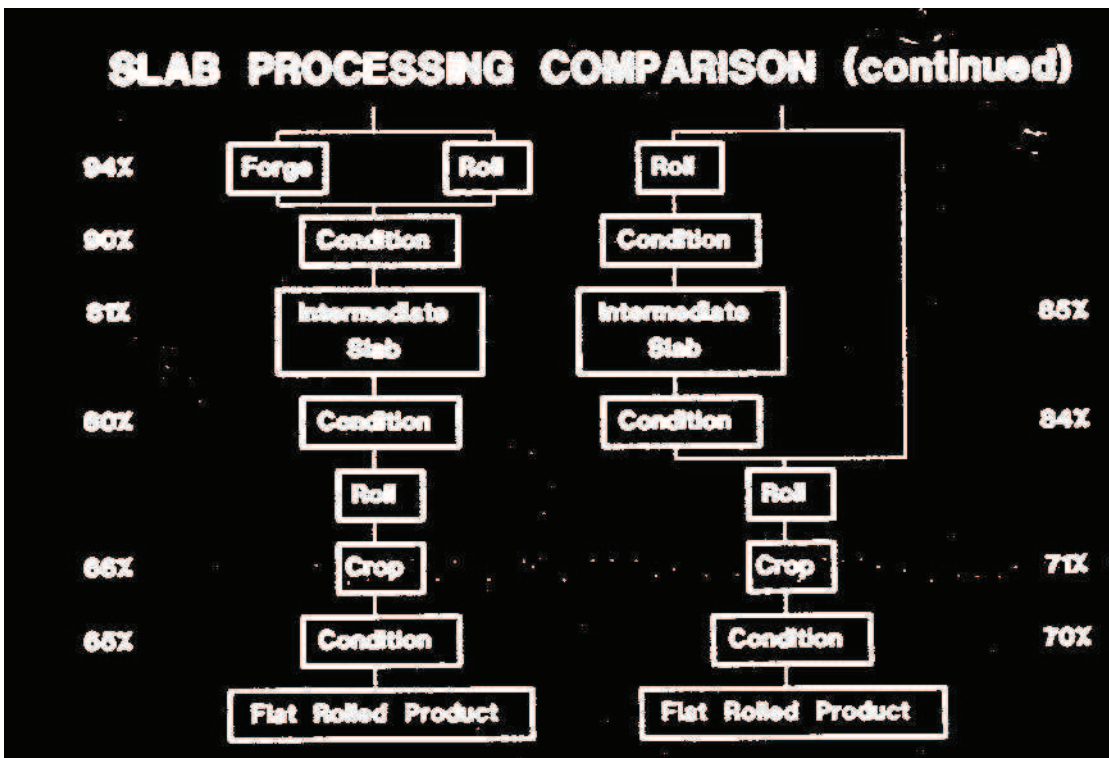 SLAB PROCESSING COMPARISON (continued)
94%
Forge
Roll
Roll
90%
Condition
Condition
81%
Intermediate
Slab
Intermediate
Slab
85%
80%
Condition
Condition
84%
Roll
Roll
66%
Crop
Crop
71%
65%
Condition
Condition
70%
Flat Rolled Product
Flat Rolled Product